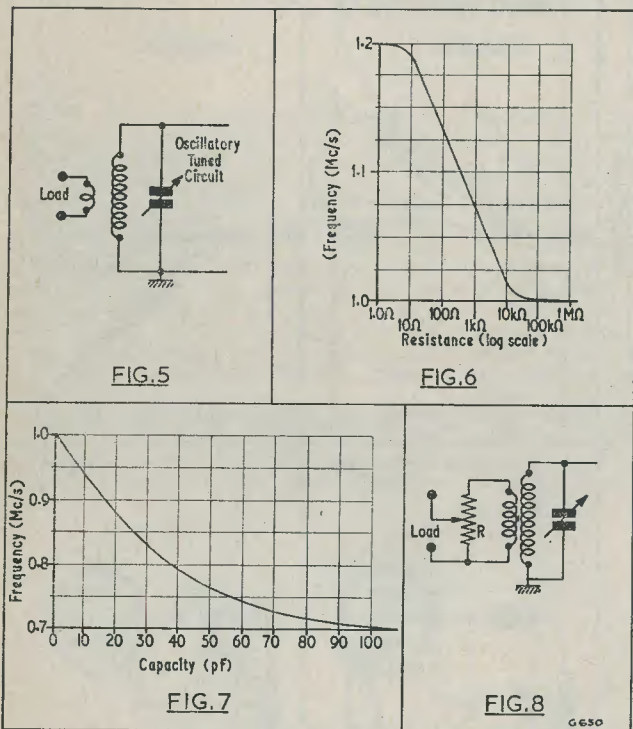 Load
Oscillatory
Tuned
Circuit
FIG.5
(Frequency (Mc/s)
1·2
1·1
1·0
1·0Ω
10Ω
100Ω
1kΩ
10kΩ
100kΩ
1MΩ
Resistance (log scale)
FIG.6
Frequency (Mc/s)
1·0
0·9
0·8
0·7
0 10 20 30 40 50 60 70 80 90 100
Capacity (pf)
FIG.7
Load
R
FIG.8
G650